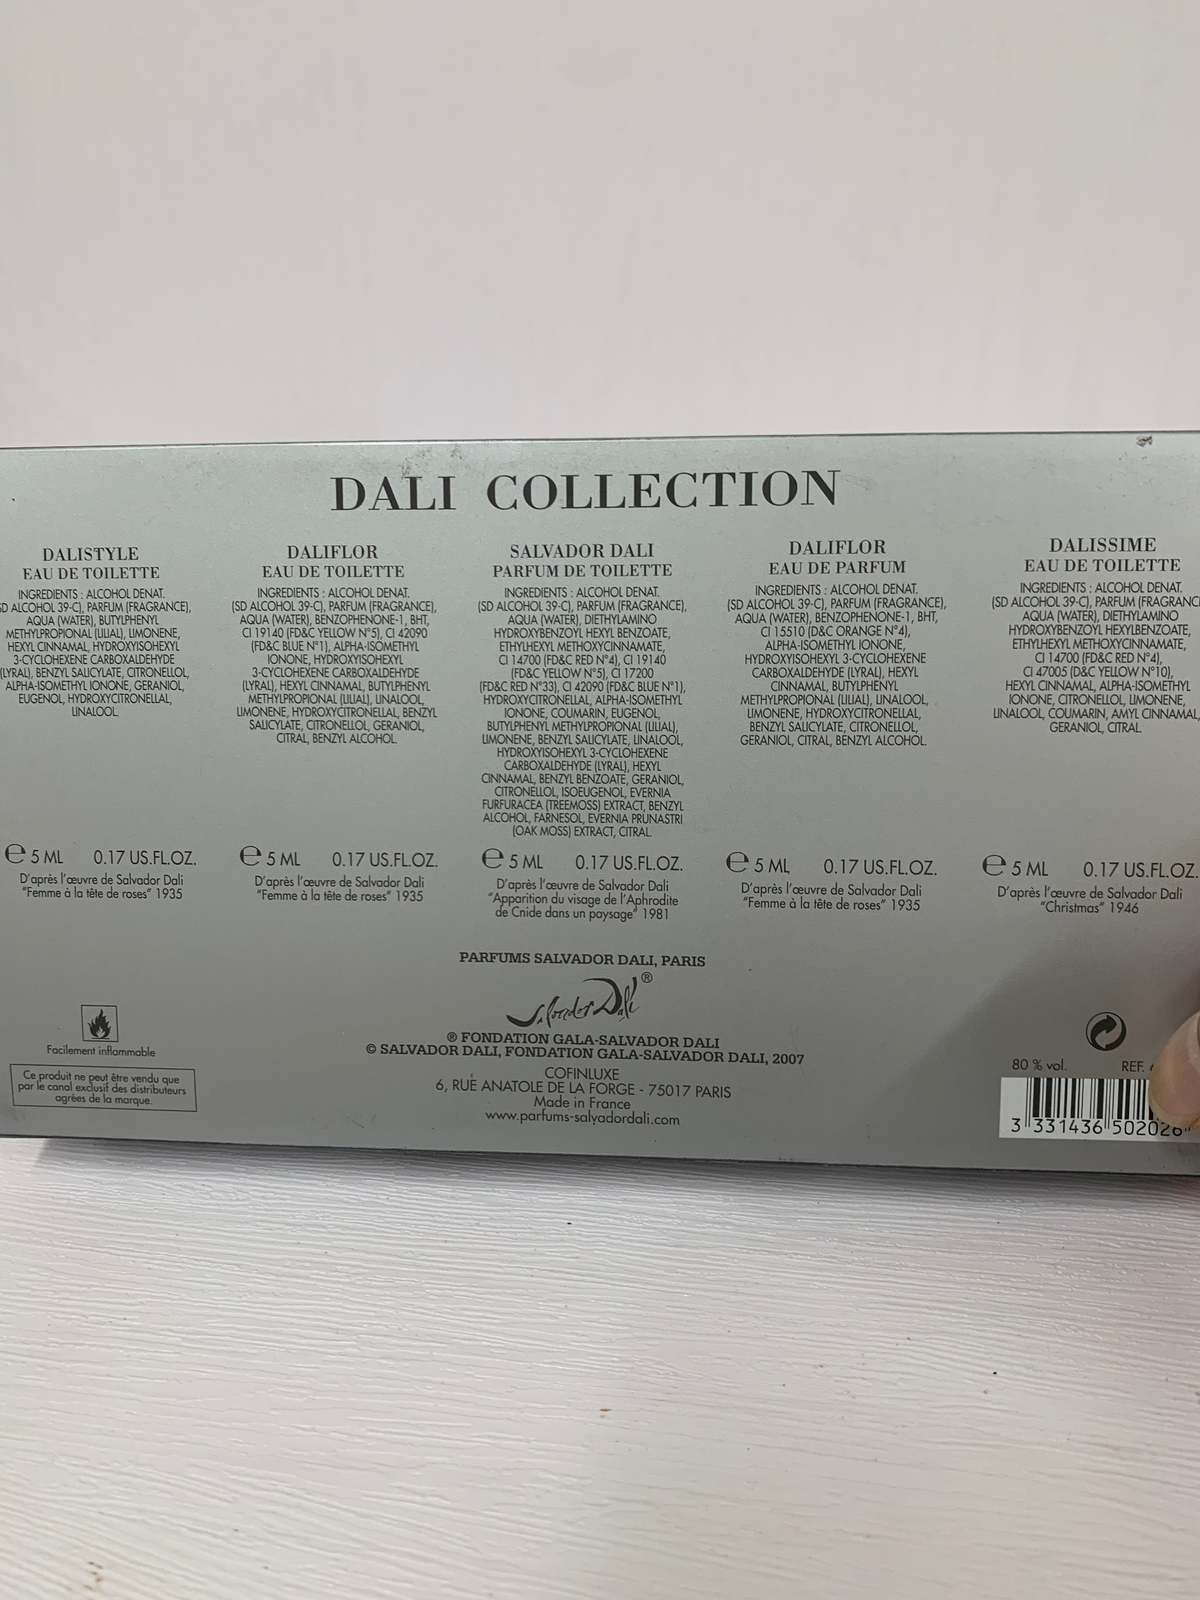 DALI COLLECTION
DALISTYLE
EAU DE TOILETTE
INGREDIENTS : ALCOHOL DENAT.
SD ALCOHOL 39-C), PARFUM (FRAGRANCE),
AQUA (WATER), BUTYLPHENYL
METHYLPROPIONAL (LILIAL), LIMONENE,
HEXYL CINNAMAL, HYDROXYISOHEXYL
3-CYCLOHEXENE CARBOXALDEHYDE
(LYRAL), BENZYL SALICYLATE, CITRONELLOL,
ALPHA-ISOMETHYL IONONE, GERANIOL,
EUGENOL, HYDROXYCITRONELLAL,
LINALOOL.
e 5 ML 0.17 US.FL.OZ.
D'après l'œuvre de Salvador Dali
"Femme à la tête de roses" 1935
DALIFLOR
EAU DE TOILETTE
INGREDIENTS : ALCOHOL DENAT.
(SD ALCOHOL 39-C), PARFUM (FRAGRANCE),
AQUA (WATER), BENZOPHENONE-1, BHT,
CI 19140 (FD&C YELLOW N°5), CI 42090
(FD&C BLUE N°1), ALPHA-ISOMETHYL
IONONE, HYDROXYISOHEXYL
3-CYCLOHEXENE CARBOXALDEHYDE
(LYRAL), HEXYL CINNAMAL, BUTYLPHENYL
METHYLPROPIONAL (LILIAL), LINALOOL,
LIMONENE, HYDROXYCITRONELLAL, BENZYL
SALICYLATE, CITRONELLOL, GERANIOL,
CITRAL, BENZYL ALCOHOL.
e 5 ML 0.17 US.FL.OZ.
D'après l'œuvre de Salvador Dali
"Femme à la tête de roses" 1935
SALVADOR DALI
PARFUM DE TOILETTE
INGREDIENTS : ALCOHOL DENAT.
(SD ALCOHOL 39-C), PARFUM (FRAGRANCE),
AQUA (WATER), DIETHYLAMINO
HYDROXYBENZOYL HEXYL BENZOATE,
ETHYLHEXYL METHOXYCINNAMATE,
CI 14700 (FD&C RED N°4), CI 19140
(FD&C YELLOW N°5), CI 17200
(FD&C RED N°33), CI 42090 (FD&C BLUE N°1),
HYDROXYCITRONELLAL, ALPHA-ISOMETHYL
IONONE, COUMARIN, EUGENOL,
BUTYLPHENYL METHYLPROPIONAL (LILIAL),
LIMONENE, BENZYL SALICYLATE, LINALOOL,
HYDROXYISOHEXYL 3-CYCLOHEXENE
CARBOXALDEHYDE (LYRAL), HEXYL
CINNAMAL, BENZYL BENZOATE, GERANIOL,
CITRONELLOL, ISOEUGENOL, EVERNIA
FURFURACEA (TREEMOSS) EXTRACT, BENZYL
ALCOHOL, FARNESOL, EVERNIA PRUNASTRI
(OAK MOSS) EXTRACT, CITRAL.
e 5 ML 0.17 US.FL.OZ.
D'après l'œuvre de Salvador Dali
"Apparition du visage de l'Aphrodite
de Cnide dans un paysage" 1981
DALIFLOR
EAU DE PARFUM
INGREDIENTS : ALCOHOL DENAT.
(SD ALCOHOL 39-C), PARFUM (FRAGRANCE),
AQUA (WATER), BENZOPHENONE-1, BHT,
CI 15510 (D&C ORANGE N°4),
ALPHA-ISOMETHYL IONONE,
HYDROXYISOHEXYL 3-CYCLOHEXENE
CARBOXALDEHYDE (LYRAL), HEXYL
CINNAMAL, BUTYLPHENYL
METHYLPROPIONAL (LILIAL), LINALOOL,
LIMONENE, HYDROXYCITRONELLAL,
BENZYL SALICYLATE, CITRONELLOL,
GERANIOL, CITRAL, BENZYL ALCOHOL.
e 5 ML 0.17 US.FL.OZ.
D'après l'œuvre de Salvador Dali
"Femme à la tête de roses" 1935
DALISSIME
EAU DE TOILETTE
INGREDIENTS : ALCOHOL DENAT.
(SD ALCOHOL 39-C), PARFUM (FRAGRANC
AQUA (WATER), DIETHYLAMINO
HYDROXYBENZOYL HEXYLBENZOATE,
ETHYLHEXYL METHOXYCINNAMATE,
CI 14700 (FD&C RED N°4),
CI 47005 (D&C YELLOW N°10),
HEXYL CINNAMAL, ALPHA-ISOMETHYL
IONONE, CITRONELLOL, LIMONENE,
LINALOOL, COUMARIN, AMYL CINNAMAL,
GERANIOL, CITRAL.
e 5 ML 0.17 US.FL.OZ.
D'après l'œuvre de Salvador Dali
"Christmas" 1946
PARFUMS SALVADOR DALI, PARIS
Salvador Dalí ®
® FONDATION GALA-SALVADOR DALI
© SALVADOR DALI, FONDATION GALA-SALVADOR DALI, 2007
COFINLUXE
6, RUE ANATOLE DE LA FORGE - 75017 PARIS
Made in France
www.parfums-salvadordali.com
Facilement inflammable
Ce produit ne peut être vendu que
par le canal exclusif des distributeurs
agrées de la marque.
80 % vol. REF.
3 331436 502026